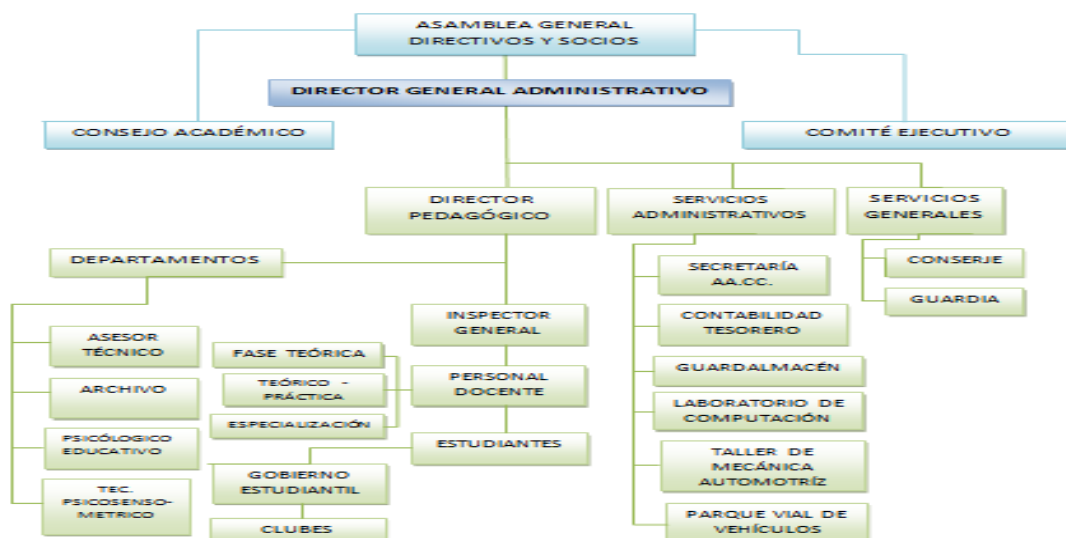 ASAMBLEA GENERAL
DIRECTIVOS Y SOCIOS
DIRECTOR GENERAL ADMINISTRATIVO
CONSEJO ACADÉMICO
COMITÉ EJECUTIVO
DIRECTOR
PEDAGÓGICO
SERVICIOS
ADMINISTRATIVOS
SERVICIOS
GENERALES
DEPARTAMENTOS
ASESOR
TÉCNICO
ARCHIVO
PSICÓLOGICO
EDUCATIVO
TEC.
PSICOSENSO-
METRICO
INSPECTOR
GENERAL
FASE TEÓRICA
TEÓRICO -
PRÁCTICA
ESPECIALIZACIÓN
PERSONAL
DOCENTE
ESTUDIANTES
GOBIERNO
ESTUDIANTIL
CLUBES
SECRETARÍA
AA.CC.
CONTABILIDAD
TESORERO
GUARDALMACÉN
LABORATORIO DE
COMPUTACIÓN
TALLER DE
MECÁNICA
AUTOMOTRÍZ
PARQUE VIAL DE
VEHÍCULOS
CONSERJE
GUARDIA